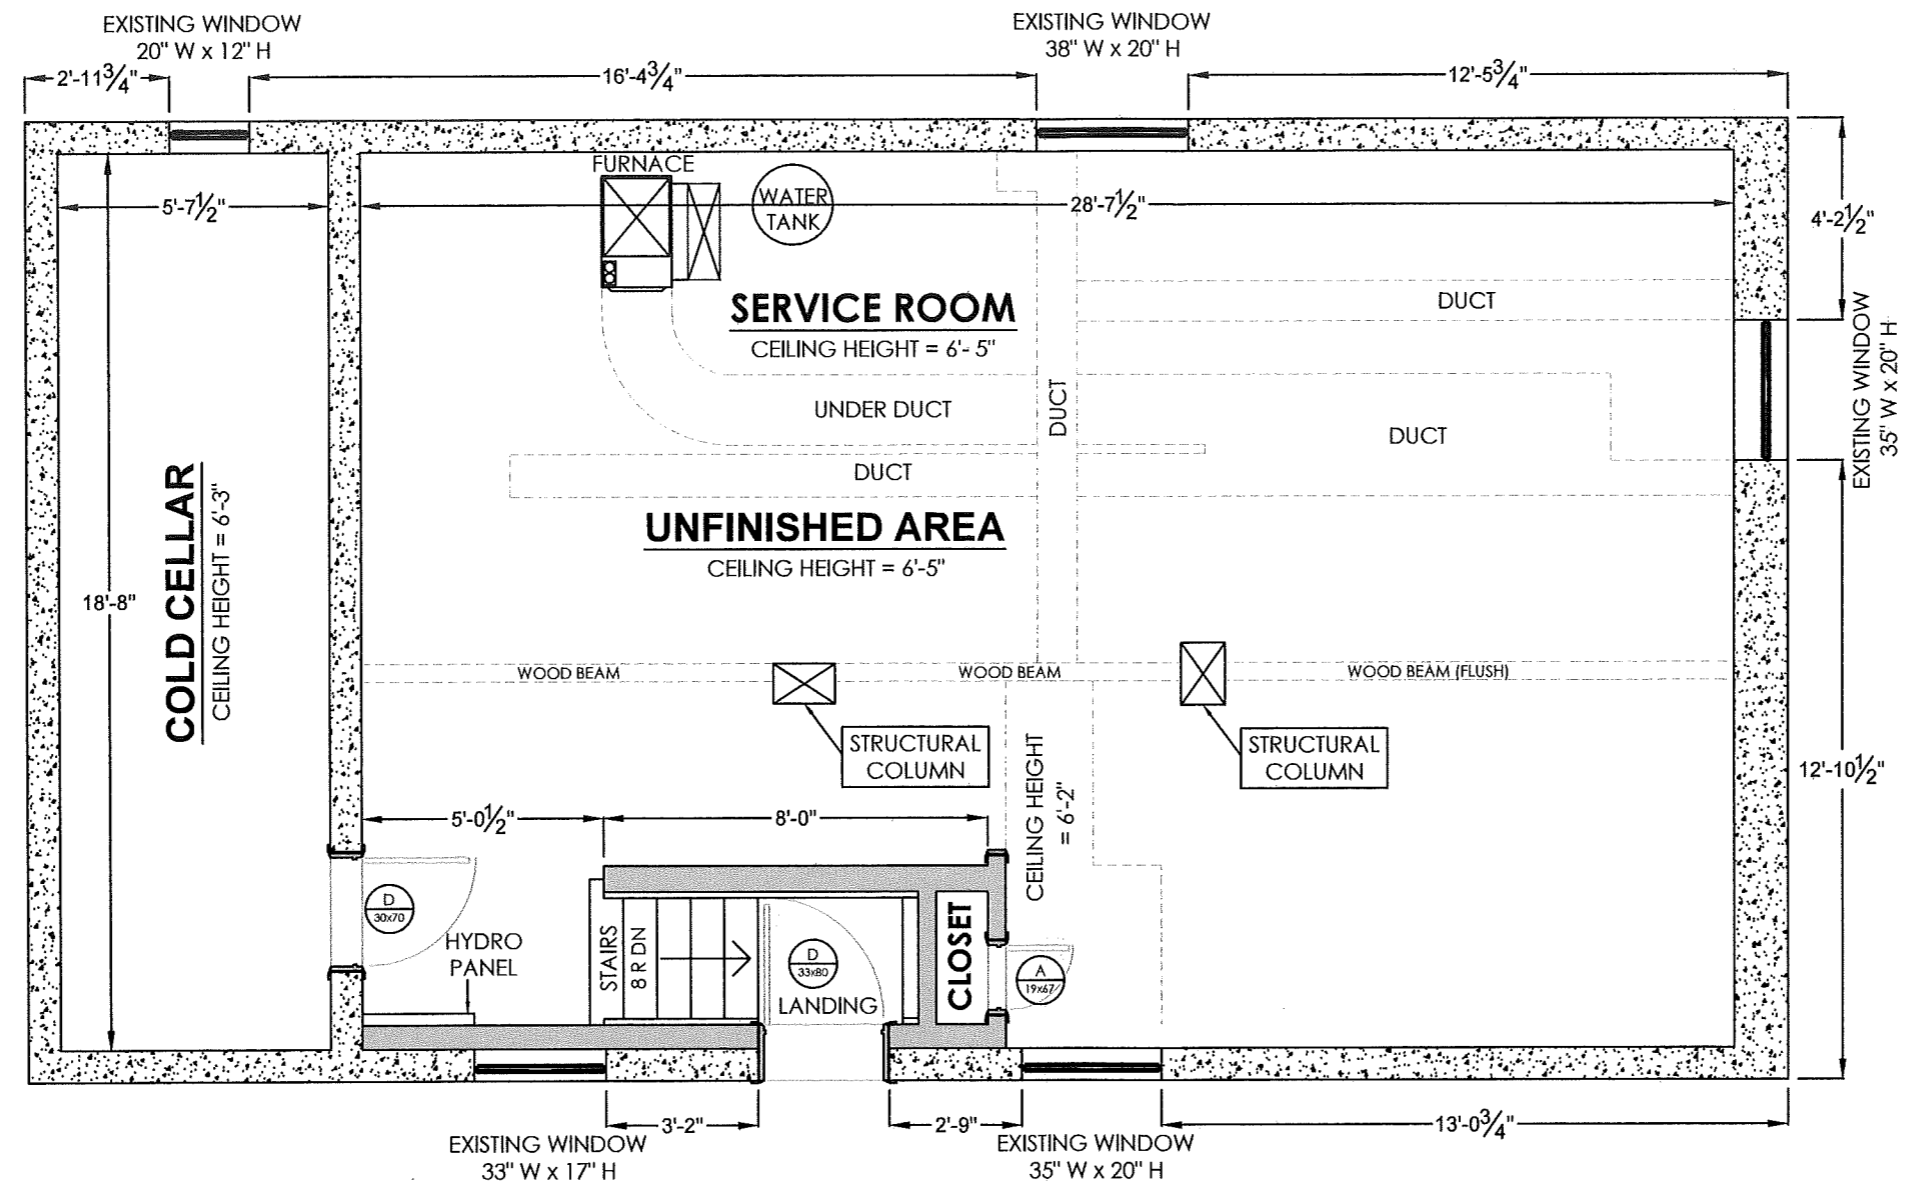 EXISTING WINDOW
20" W x 12" H
EXISTING WINDOW
38" W x 20" H
2'-11¾"
16'-4¾"
12'-5¾"
FURNACE
WATER
TANK
5'-7½"
28'-7½"
4'-2½"
SERVICE ROOM
CEILING HEIGHT = 6'- 5"
DUCT
EXISTING WINDOW
35" W x 20" H
UNDER DUCT
DUCT
DUCT
DUCT
UNFINISHED AREA
CEILING HEIGHT = 6'-5"
COLD CELLAR
CEILING HEIGHT = 6'-3"
18'-8"
WOOD BEAM
WOOD BEAM
WOOD BEAM (FLUSH)
STRUCTURAL
COLUMN
STRUCTURAL
COLUMN
CEILING HEIGHT
= 6'-2"
12'-10½"
5'-0½"
8'-0"
D
30x70
HYDRO
PANEL
STAIRS
8 R DN
D
33x80
LANDING
CLOSET
A
19x67
3'-2"
2'-9"
13'-0¾"
EXISTING WINDOW
33" W x 17" H
EXISTING WINDOW
35" W x 20" H